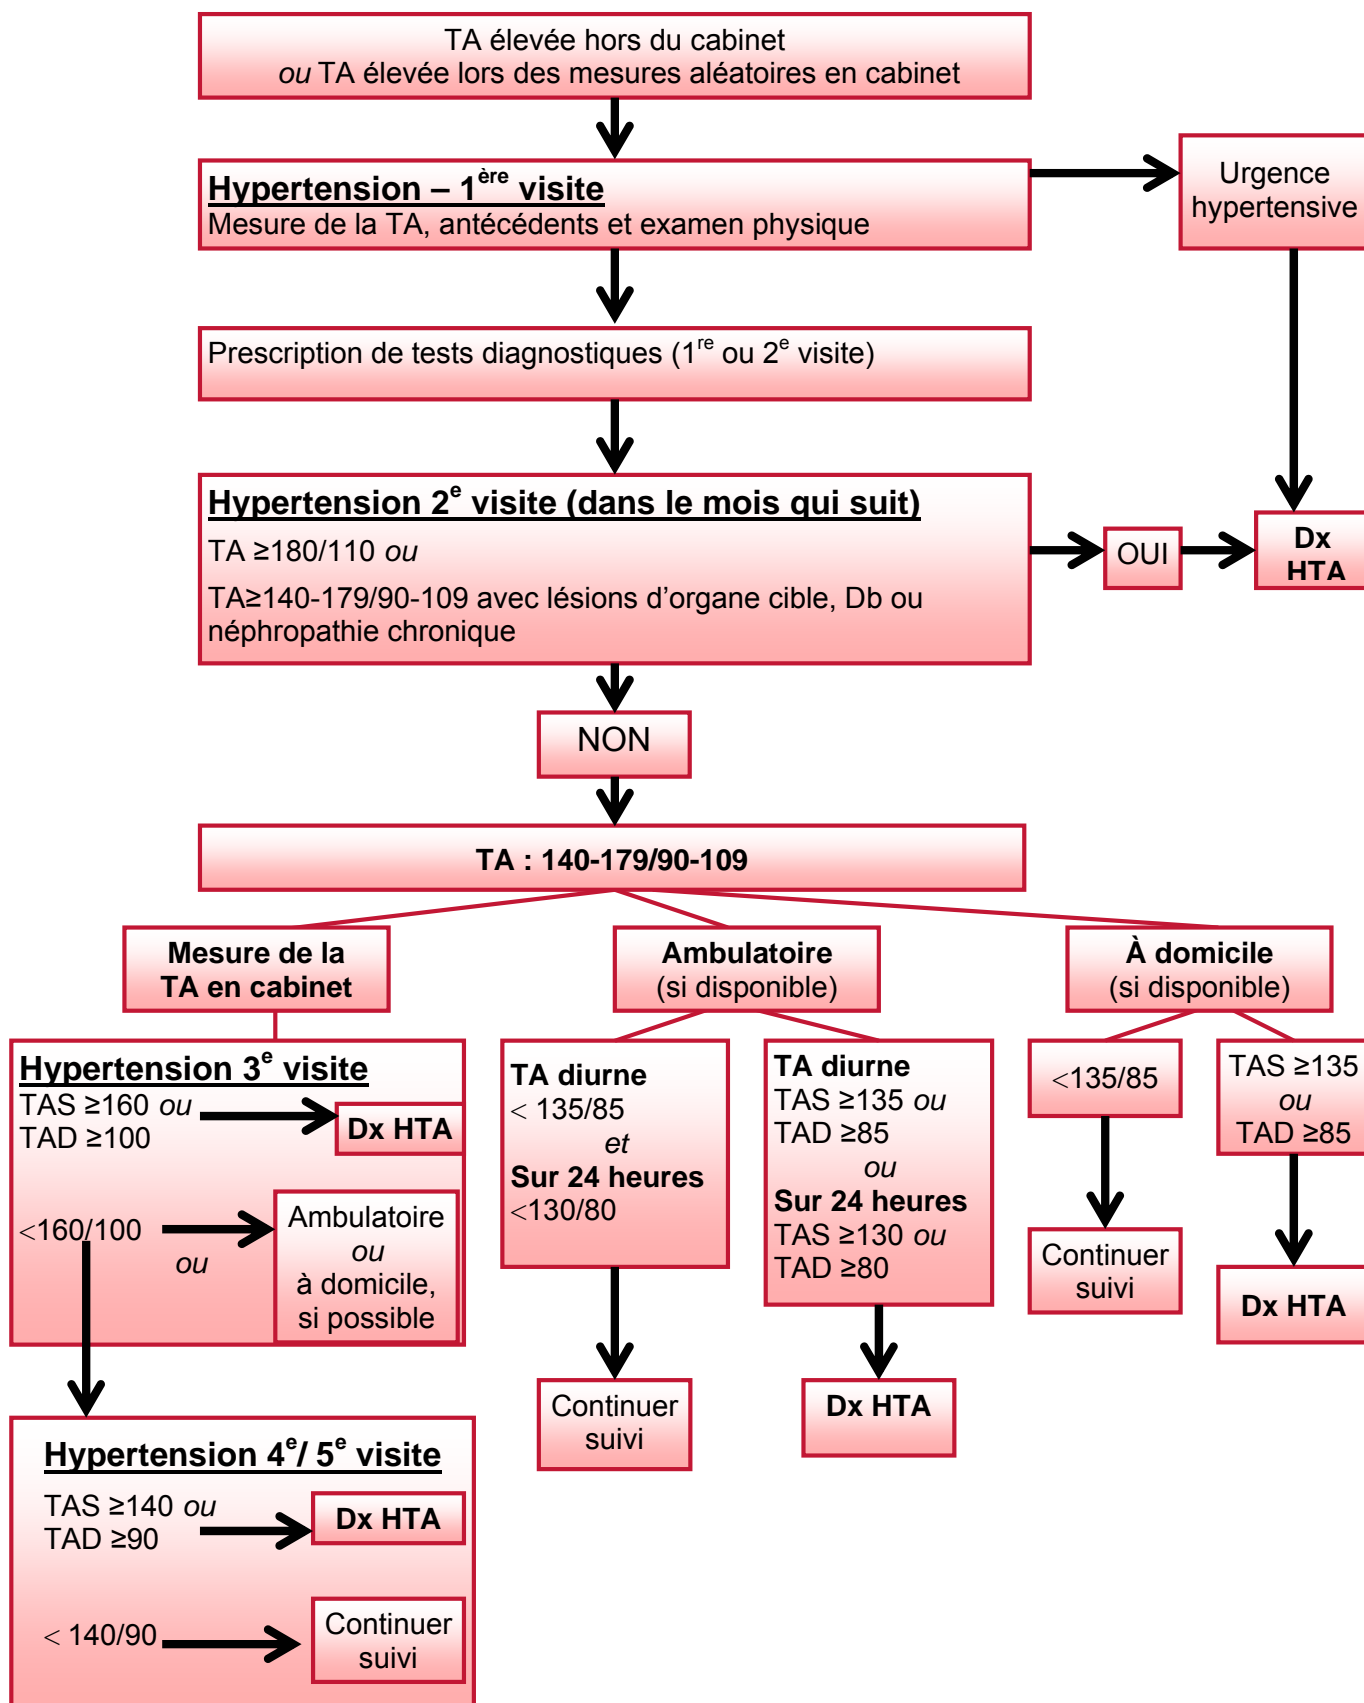 TA élevée hors du cabinet
ou TA élevée lors des mesures aléatoires en cabinet
Hypertension – 1ère visite
Mesure de la TA, antécédents et examen physique
Urgence
hypertensive
Prescription de tests diagnostiques (1re ou 2e visite)
Hypertension 2e visite (dans le mois qui suit)
TA ≥180/110 ou
TA≥140-179/90-109 avec lésions d’organe cible, Db ou
néphropathie chronique
OUI
Dx
HTA
NON
TA : 140-179/90-109
Mesure de la
TA en cabinet
Ambulatoire
(si disponible)
À domicile
(si disponible)
Hypertension 3e visite
TAS ≥160 ou
TAD ≥100
Dx HTA
<160/100
ou
Ambulatoire
ou
à domicile,
si possible
TA diurne
< 135/85
et
Sur 24 heures
<130/80
TA diurne
TAS ≥135 ou
TAD ≥85
ou
Sur 24 heures
TAS ≥130 ou
TAD ≥80
<135/85
TAS ≥135
ou
TAD ≥85
Continuer
suivi
Dx HTA
Continuer
suivi
Dx HTA
Hypertension 4e/ 5e visite
TAS ≥140 ou
TAD ≥90
Dx HTA
< 140/90
Continuer
suivi